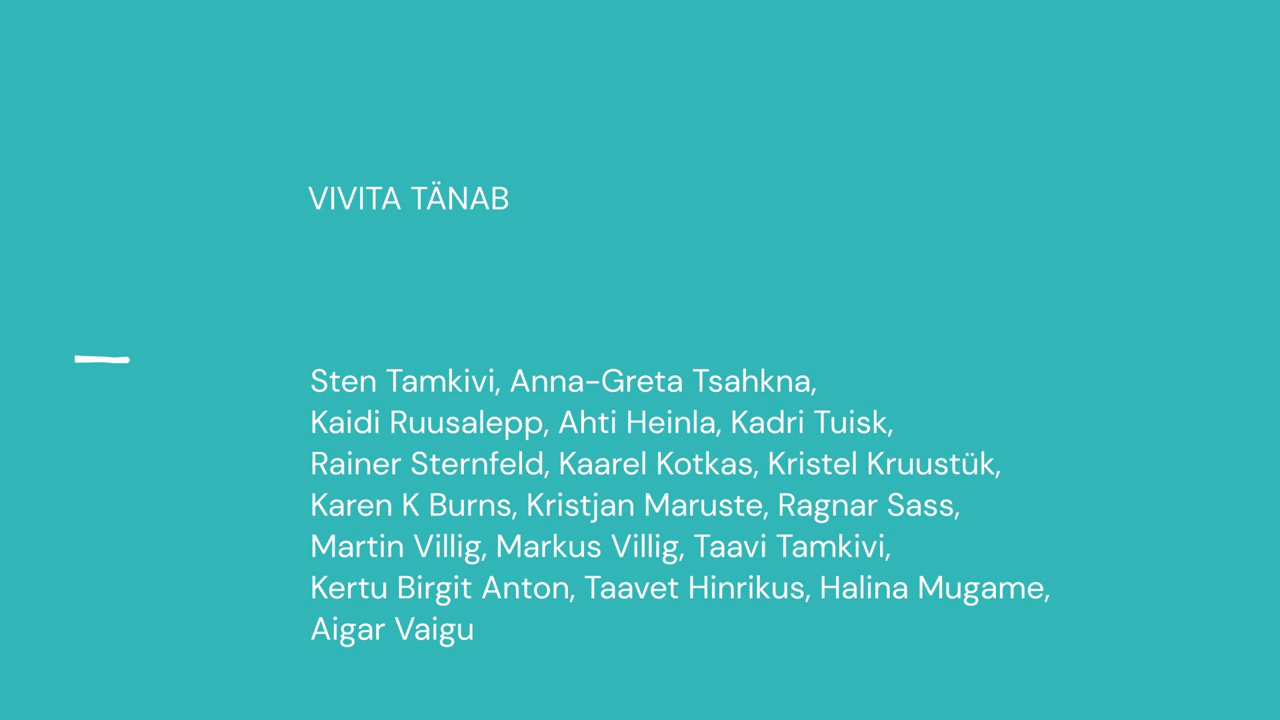 VIVITA TÄNAB
Sten Tamkivi, Anna-Greta Tsahkna,
Kaidi Ruusalepp, Ahti Heinla, Kadri Tuisk,
Rainer Sternfeld, Kaarel Kotkas, Kristel Kruustük,
Karen K Burns, Kristjan Maruste, Ragnar Sass,
Martin Villig, Markus Villig, Taavi Tamkivi,
Kertu Birgit Anton, Taavet Hinrikus, Halina Mugame,
Aigar Vaigu